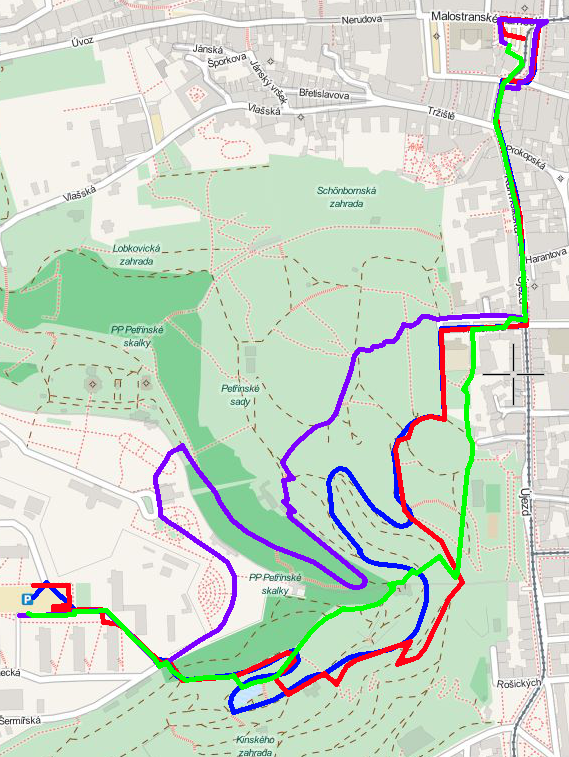 Malostranské
Nerudova
Úvoz
Jánská
Šporkova
Jánský vršek
Břetislavova
Vlašská
Tržiště
Prokopská
Vlašská
Schönbornská
zahrada
Harantova
Lobkovická
zahrada
Újezd
PP Petřínské
skalky
Petřínské
sady
Újezd
PP Petřínské
skalky
P
ecká
Rošických
Šermířská
Kinského
zahrada